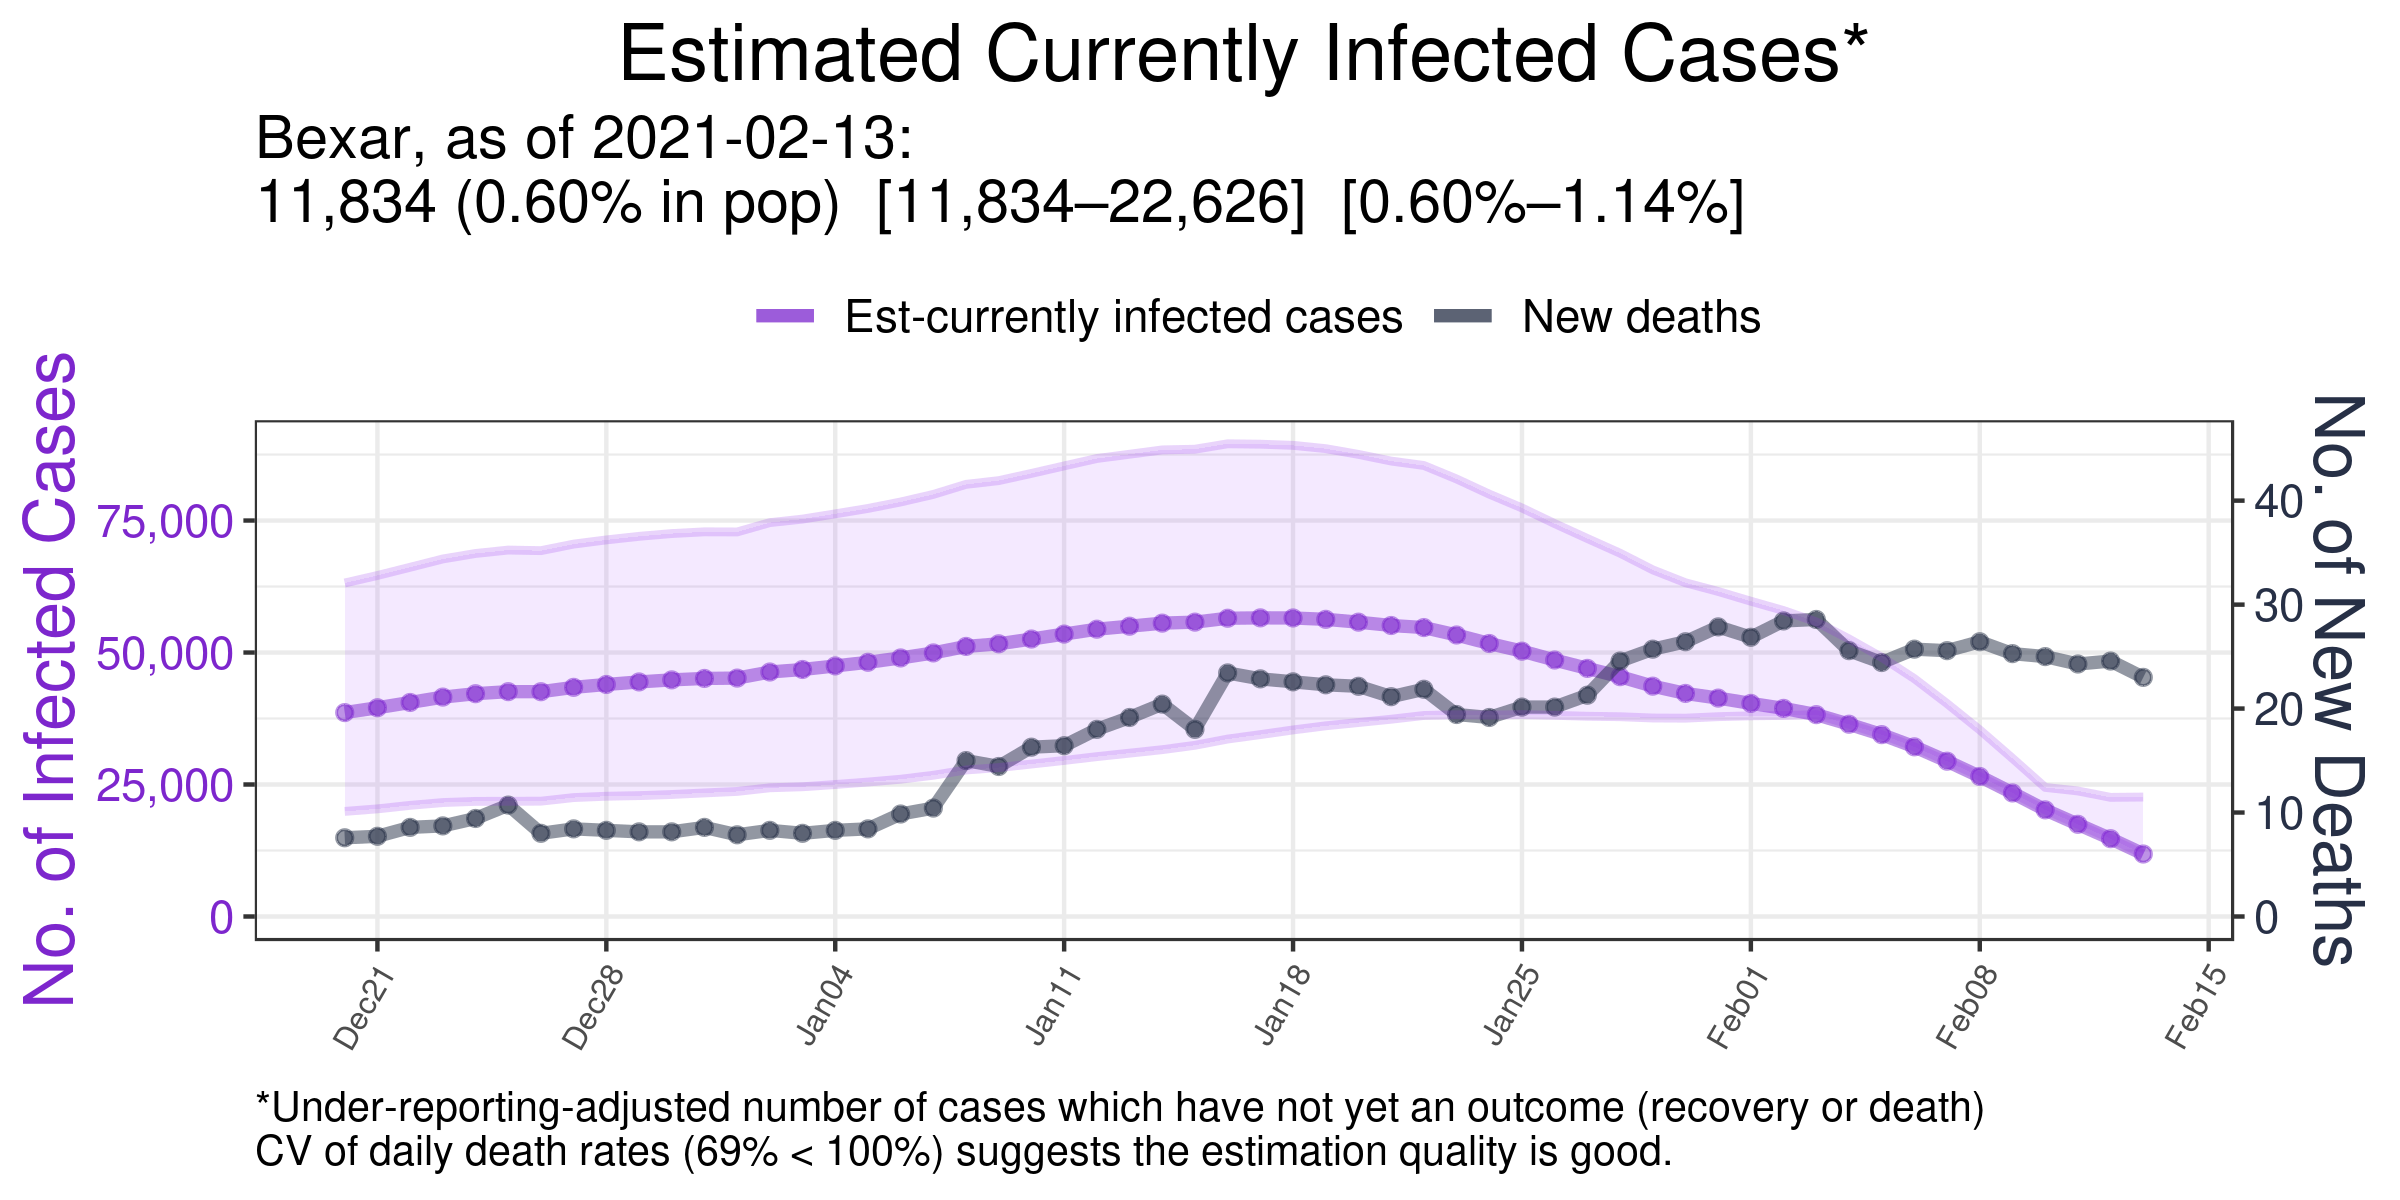 Estimated Currently Infected Cases*
Bexar, as of 2021-02-13:
11,834 (0.60% in pop)  [11,834–22,626]  [0.60%–1.14%]
Est-currently infected cases
New deaths
No. of Infected Cases
75,000
50,000
25,000
0
40
30
20
10
0
No. of New Deaths
Dec21
Dec28
Jan04
Jan11
Jan18
Jan25
Feb01
Feb08
Feb15
*Under-reporting-adjusted number of cases which have not yet an outcome (recovery or death)
CV of daily death rates (69% < 100%) suggests the estimation quality is good.